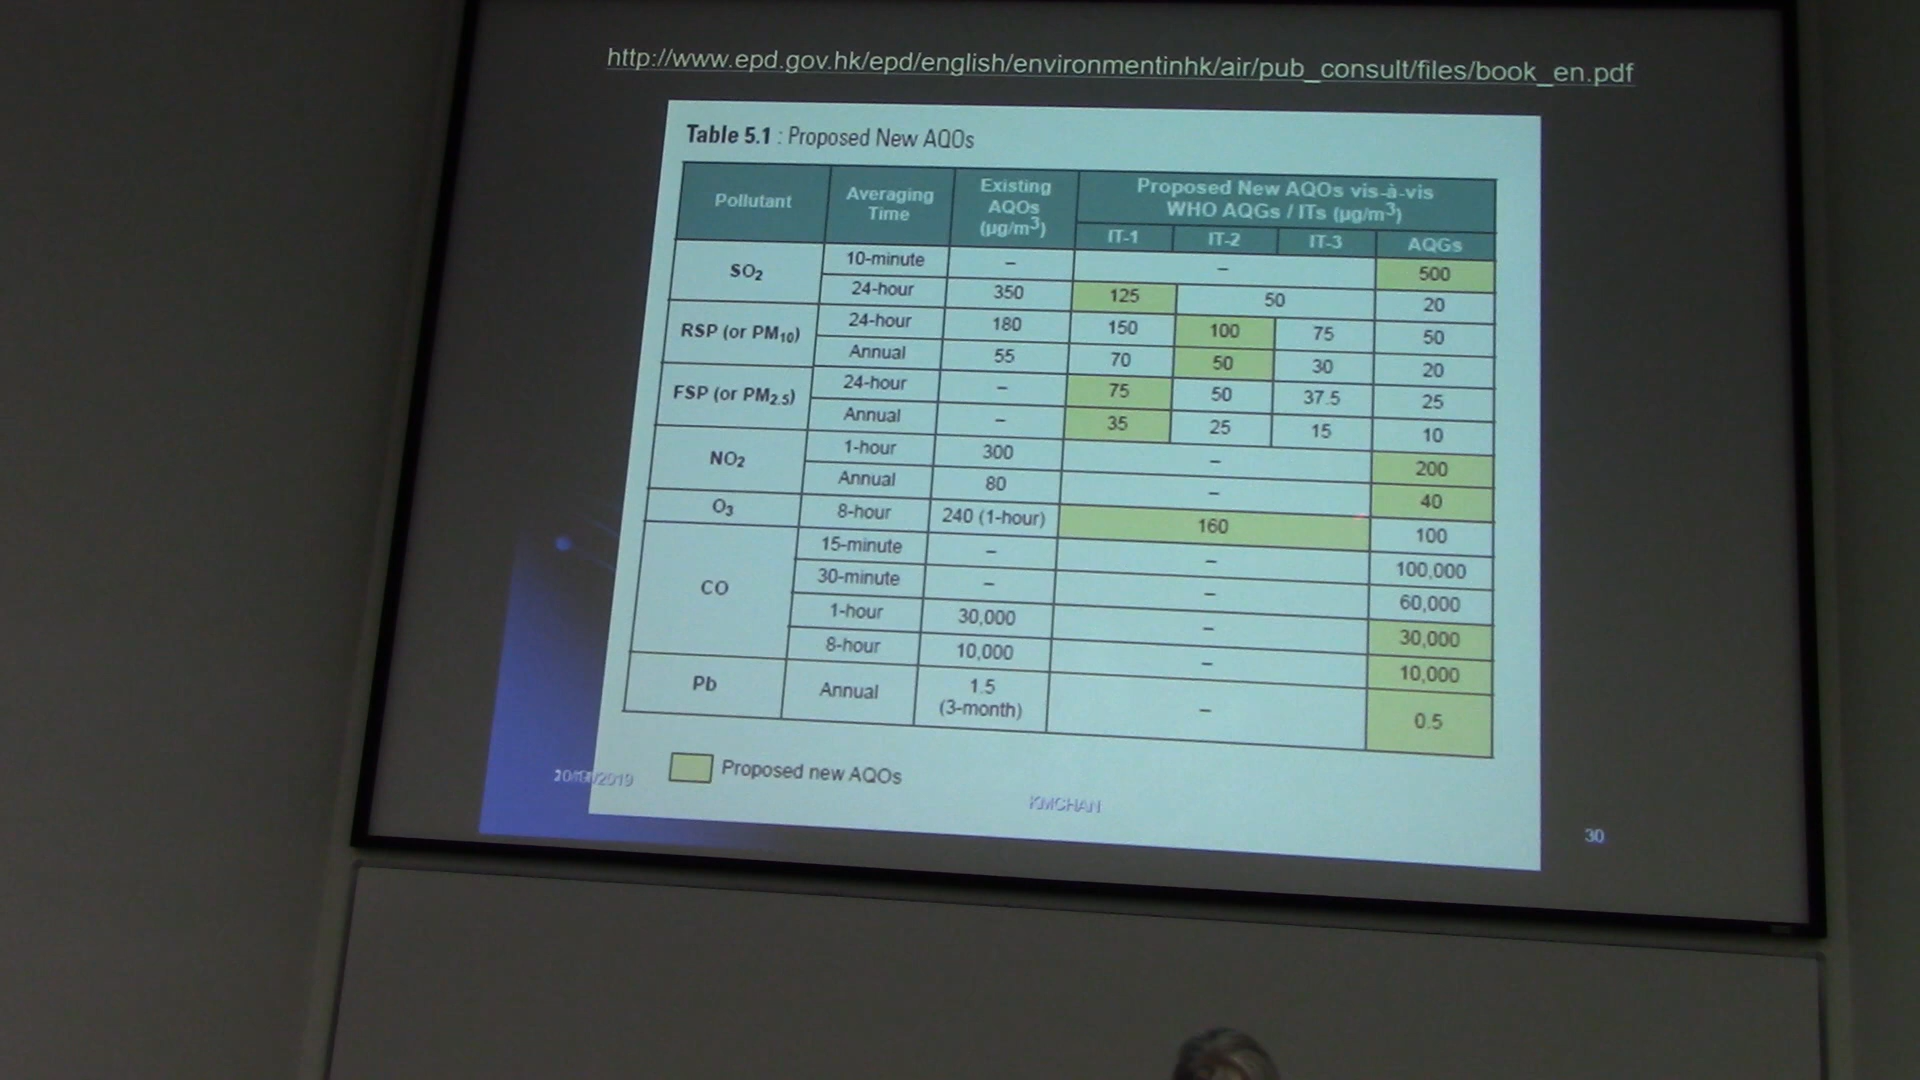 http://www.epd.gov.hk/epd/english/environmentinhk/air/pub_consult/files/book_en.pdf
Table 5.1 : Proposed New AQOs
Pollutant Averaging Time Existing AQOs (µg/m³) Proposed New AQOs vis-à-vis WHO AQGs / ITs (µg/m³)
IT-1 IT-2 IT-3 AQGs
SO₂ 10-minute – – 500
24-hour 350 125 50 20
RSP (or PM₁₀) 24-hour 180 150 100 75 50
Annual 55 70 50 30 20
FSP (or PM₂.₅) 24-hour – 75 50 37.5 25
Annual – 35 25 15 10
NO₂ 1-hour 300 – 200
Annual 80 – 40
O₃ 8-hour 240 (1-hour) 160 100
CO 15-minute – – 100,000
30-minute – – 60,000
1-hour 30,000 – 30,000
8-hour 10,000 – 10,000
Pb Annual 1.5 (3-month) – 0.5
Proposed new AQOs
KMCHAN
30